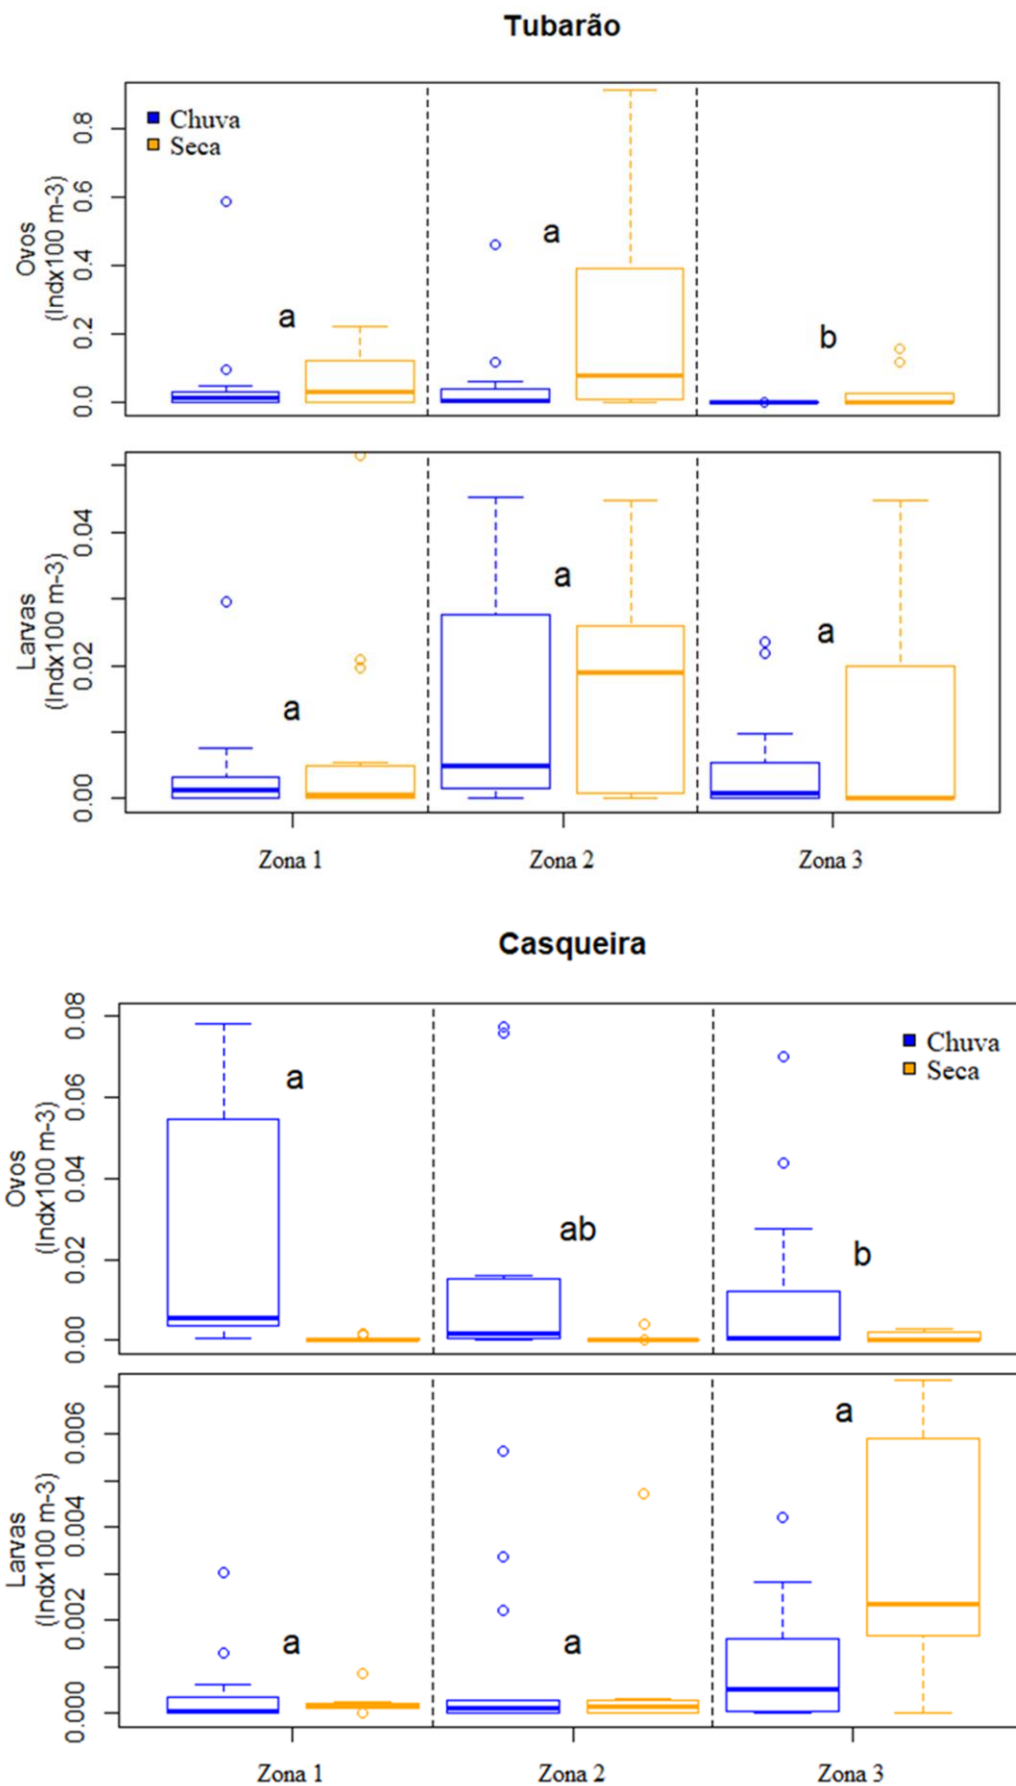 Tubarão
Chuva
Seca
Ovos
(Indx100 m-3)
0.8
0.6
0.4
0.2
0.0
a
a
b
Larvas
(Indx100 m-3)
0.04
0.02
0.00
a
a
a
Zona 1 Zona 2 Zona 3
Casqueira
Chuva
Seca
Ovos
(Indx100 m-3)
0.08
0.06
0.04
0.02
0.00
a
ab
b
Larvas
(Indx100 m-3)
0.006
0.004
0.002
0.000
a
a
a
Zona 1 Zona 2 Zona 3